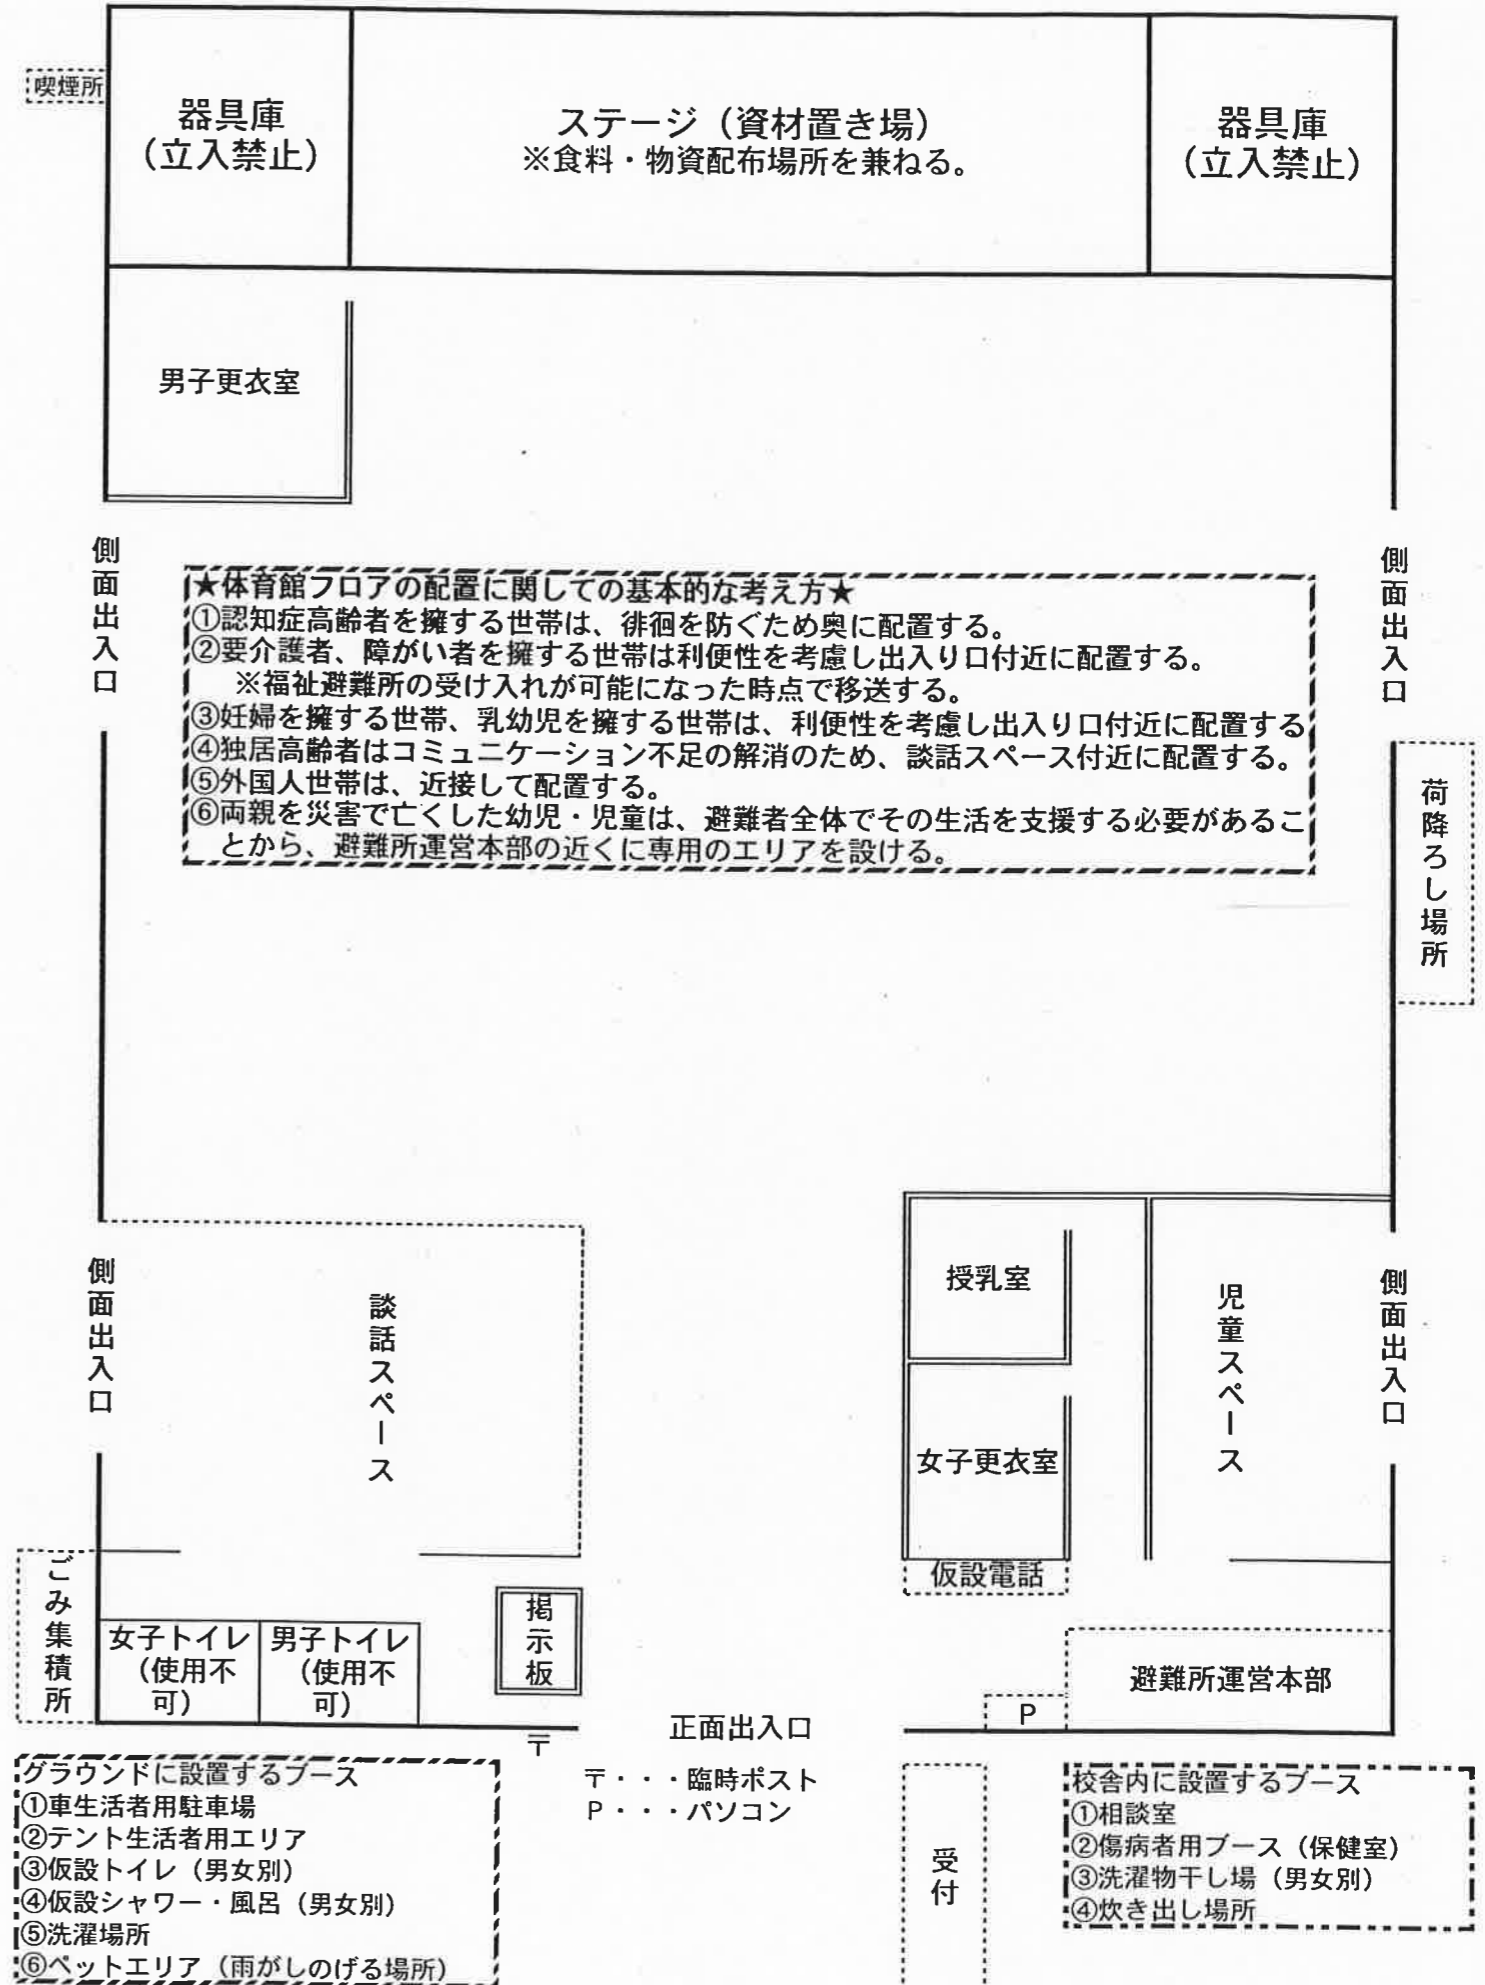 喫煙所
器具庫
（立入禁止）
ステージ（資材置き場）
※食料・物資配布場所を兼ねる。
器具庫
（立入禁止）
男子更衣室
側面出入口
側面出入口
★体育館フロアの配置に関しての基本的な考え方★
①認知症高齢者を擁する世帯は、徘徊を防ぐため奥に配置する。
②要介護者、障がい者を擁する世帯は利便性を考慮し出入り口付近に配置する。
※福祉避難所の受け入れが可能になった時点で移送する。
③妊婦を擁する世帯、乳幼児を擁する世帯は、利便性を考慮し出入り口付近に配置する
④独居高齢者はコミュニケーション不足の解消のため、談話スペース付近に配置する。
⑤外国人世帯は、近接して配置する。
⑥両親を災害で亡くした幼児・児童は、避難者全体でその生活を支援する必要があるこ
とから、避難所運営本部の近くに専用のエリアを設ける。
荷降ろし場所
側面出入口
談話スペース
授乳室
児童スペース
側面出入口
女子更衣室
仮設電話
ごみ集積所
女子トイレ
（使用不
可）
男子トイレ
（使用不
可）
掲示板
避難所運営本部
P
正面出入口
〒
〒・・・臨時ポスト
P・・・パソコン
グラウンドに設置するブース
①車生活者用駐車場
②テント生活者用エリア
③仮設トイレ（男女別）
④仮設シャワー・風呂（男女別）
⑤洗濯場所
⑥ペットエリア（雨がしのげる場所）
受付
校舎内に設置するブース
①相談室
②傷病者用ブース（保健室）
③洗濯物干し場（男女別）
④炊き出し場所